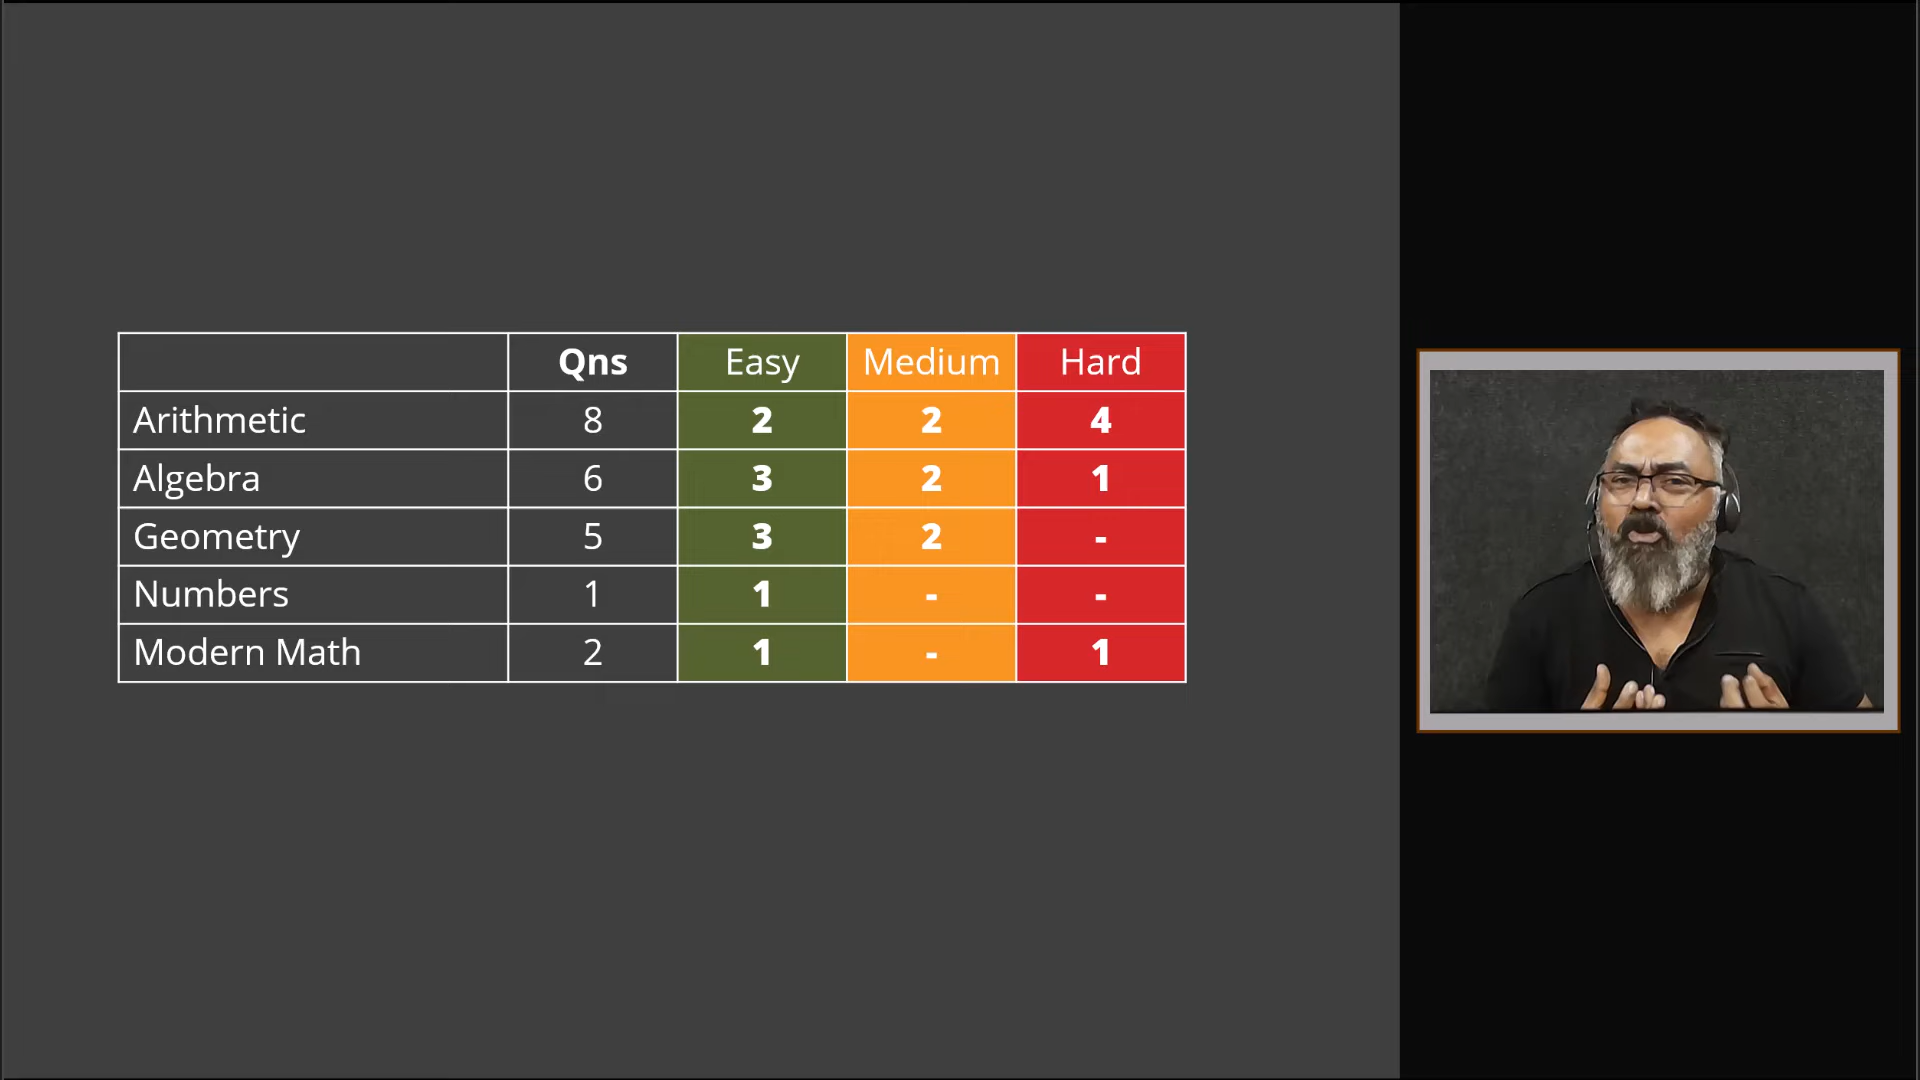 Qns Easy Medium Hard
Arithmetic 8 2 2 4
Algebra 6 3 2 1
Geometry 5 3 2 -
Numbers 1 1 - -
Modern Math 2 1 - 1